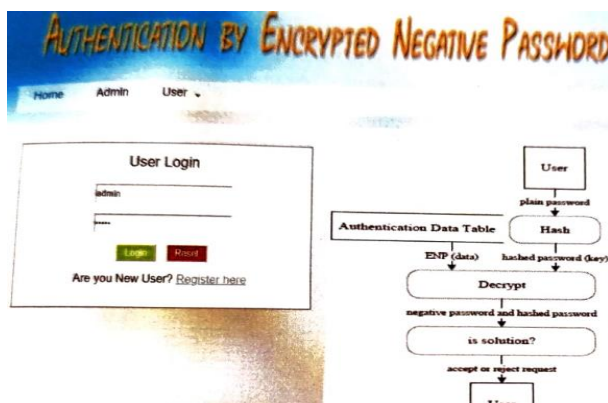 AUTHENTICATION BY ENCRYPTED NEGATIVE PASSWORD
Home Admin User
User Login
admin
•••••
Login Reset
Are you New User? Register here
User
plain password
Authentication Data Table
Hash
ENP (data)
hashed password (key)
Decrypt
negative password and hashed password
is solution?
accept or reject request
User